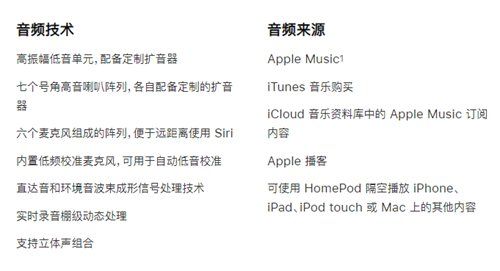 音频技术
高振幅低音单元，配备定制扩音器
七个号角高音喇叭阵列，各自配备定制的扩音
器
六个麦克风组成的阵列，便于远距离使用 Siri
内置低频校准麦克风，可用于自动低音校准
直达音和环境音波束成形信号处理技术
实时录音棚级动态处理
支持立体声组合
音频来源
Apple Music¹
iTunes 音乐购买
iCloud 音乐资料库中的 Apple Music 订阅
内容
Apple 播客
可使用 HomePod 隔空播放 iPhone、
iPad、iPod touch 或 Mac 上的其他内容